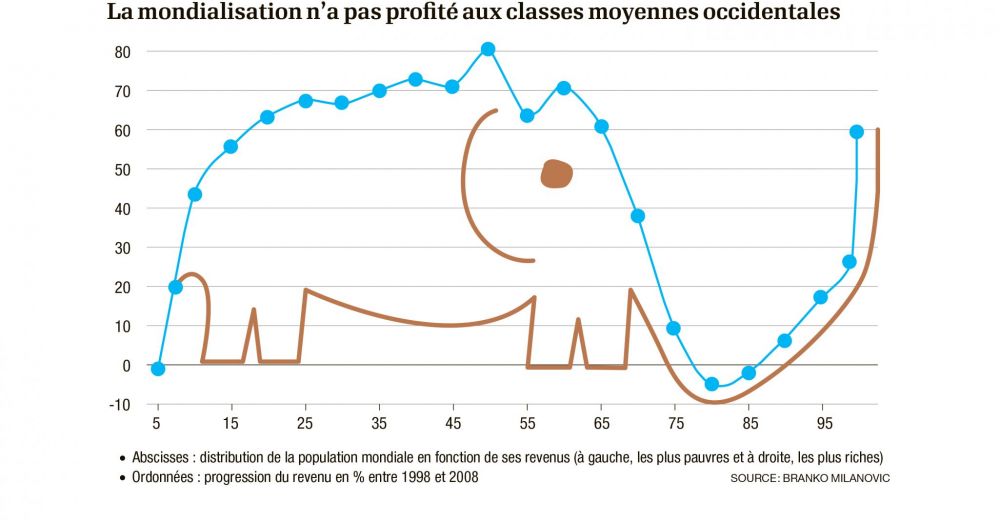 La mondialisation n’a pas profité aux classes moyennes occidentales
80
70
60
50
40
30
20
10
0
-10
5 15 25 35 45 55 65 75 85 95
• Abscisses : distribution de la population mondiale en fonction de ses revenus (à gauche, les plus pauvres et à droite, les plus riches)
• Ordonnées : progression du revenu en % entre 1998 et 2008
SOURCE: BRANKO MILANOVIC